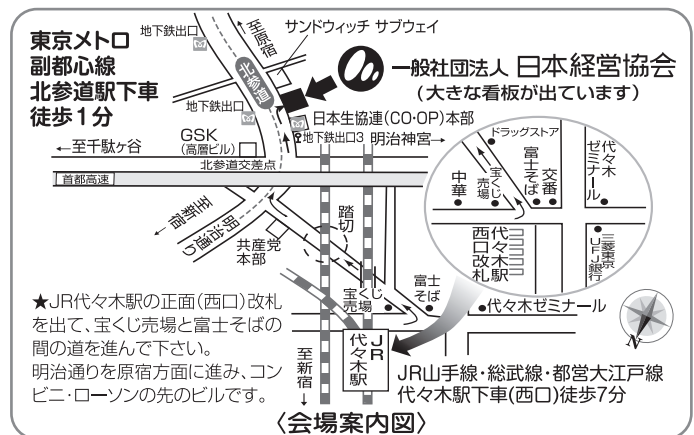 東京メトロ
副都心線
北参道駅下車
徒歩1分
地下鉄出口
至原宿
サンドウィッチ サブウェイ
北参道
一般社団法人 日本経営協会
(大きな看板が出ています)
地下鉄出口
日本生協連(CO・OP)本部
地下鉄出口3
明治神宮→
GSK
(高層ビル)
←至千駄ヶ谷
北参道交差点
首都高速
至新宿
明治通り
共産党
本部
踏切
ドラッグストア
中華
宝くじ
売場
富士そば
交番
代々木
ゼミナール
代々木駅
西口改札
三菱東京
UFJ銀行
宝くじ
売場
富士
そば
代々木ゼミナール
★JR代々木駅の正面(西口)改札
を出て、宝くじ売場と富士そばの
間の道を進んで下さい。
明治通りを原宿方面に進み、コン
ビニ・ローソンの先のビルです。
至新宿
JR
代々木駅
N
JR山手線・総武線・都営大江戸線
代々木駅下車(西口)徒歩7分
〈会場案内図〉